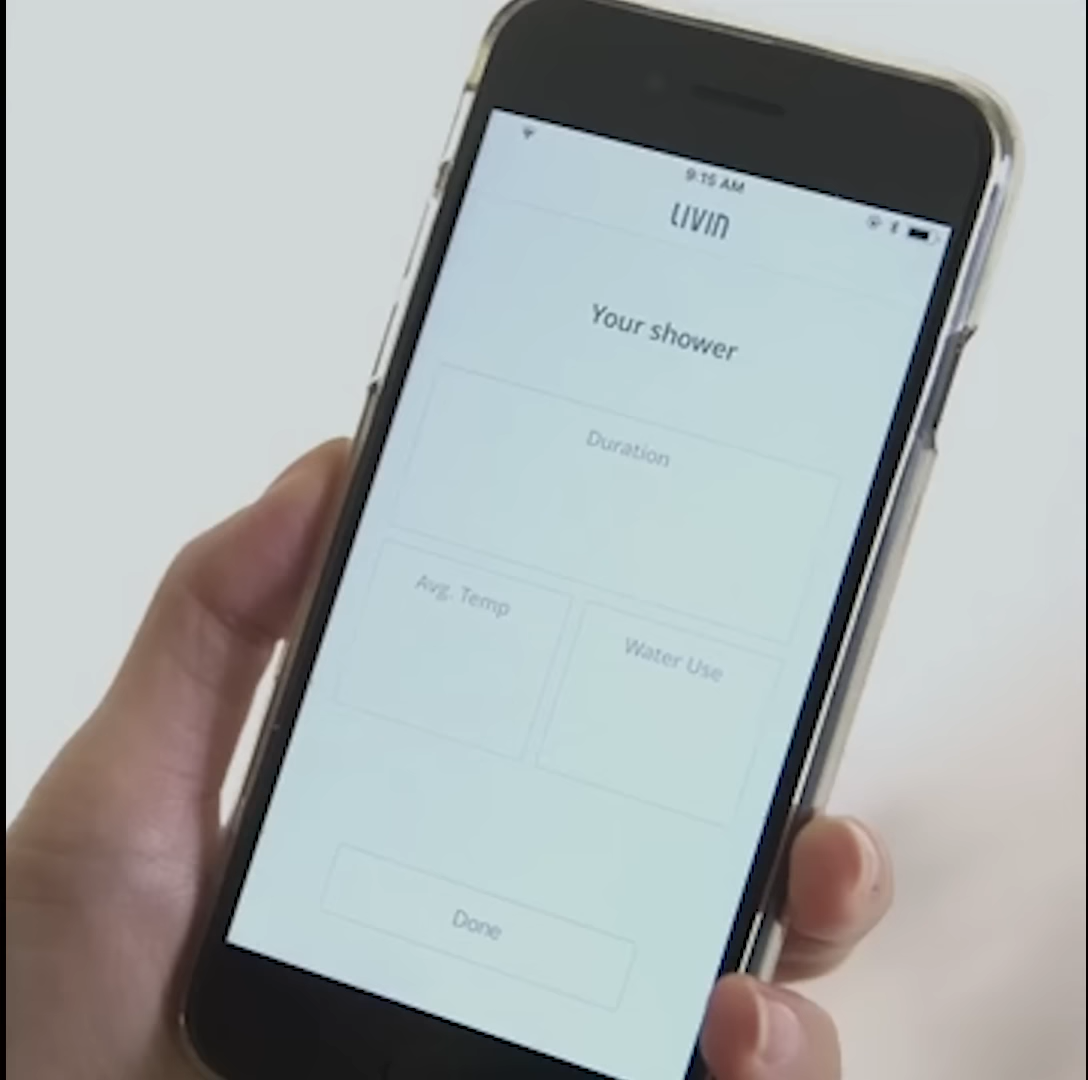 9:15 AM
LIVIN
Your shower
Duration
Avg. Temp
Water Use
Done